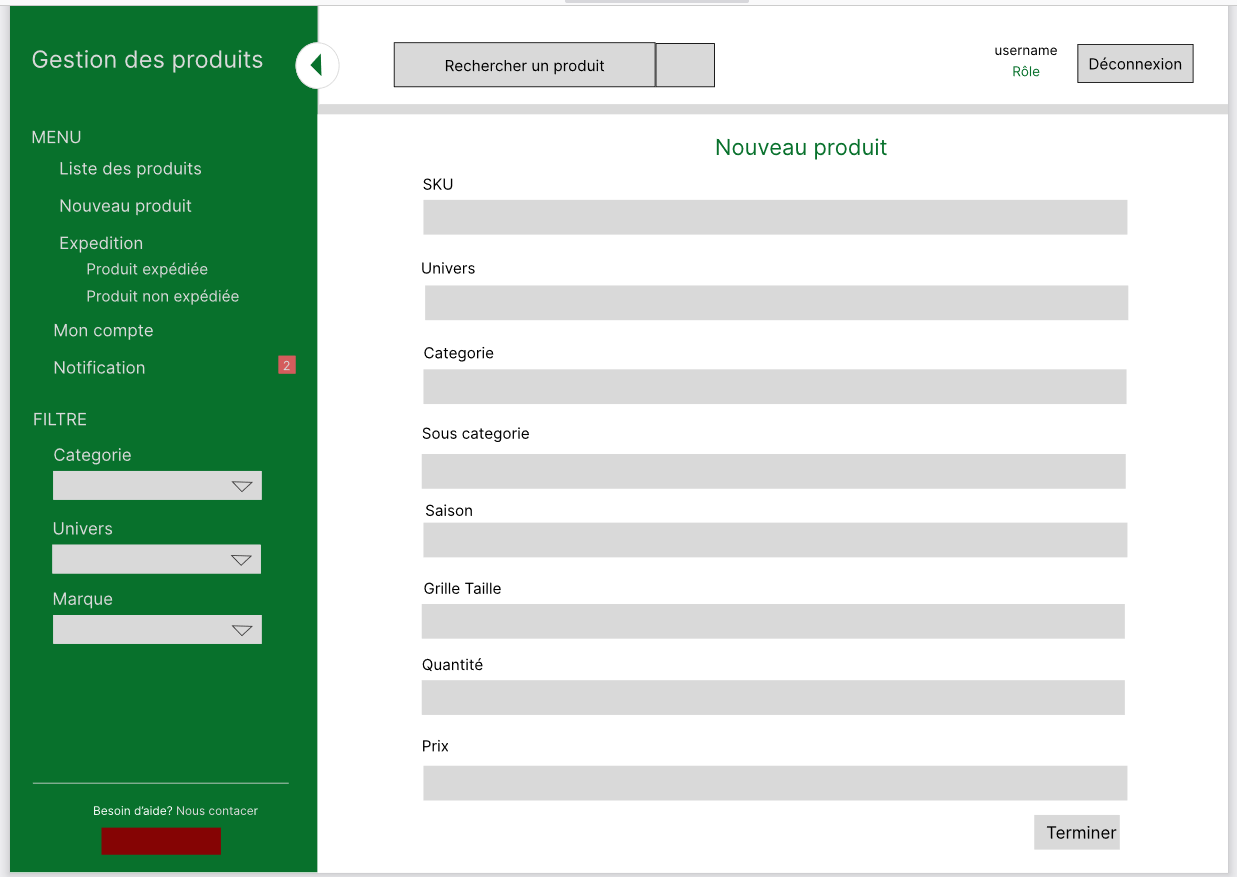 Gestion des produits
MENU
Liste des produits
Nouveau produit
Expedition
Produit expédiée
Produit non expédiée
Mon compte
Notification 2
FILTRE
Categorie
Univers
Marque
Besoin d'aide? Nous contacer
Rechercher un produit
username
Rôle
Déconnexion
Nouveau produit
SKU
Univers
Categorie
Sous categorie
Saison
Grille Taille
Quantité
Prix
Terminer